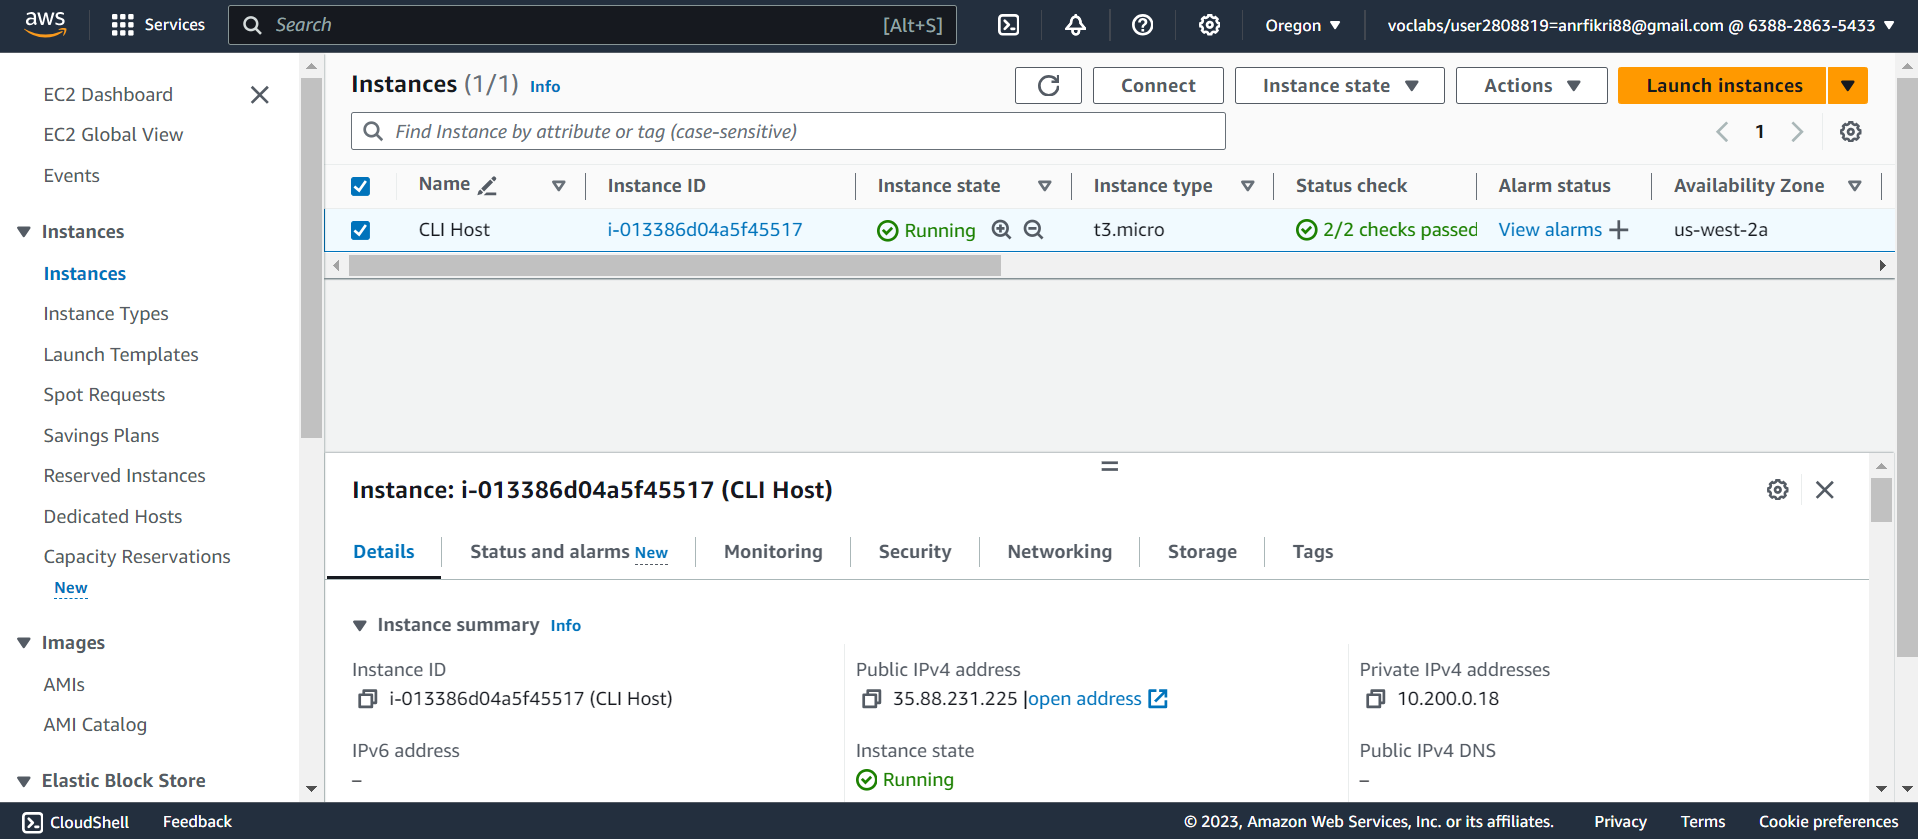 aws
Services
Search [Alt+S]
Oregon
voclabs/user2808819=anrfikri88@gmail.com @ 6388-2863-5433
EC2 Dashboard
EC2 Global View
Events
Instances
Instances
Instance Types
Launch Templates
Spot Requests
Savings Plans
Reserved Instances
Dedicated Hosts
Capacity Reservations
New
Images
AMIs
AMI Catalog
Elastic Block Store
Instances (1/1) Info
Connect
Instance state
Actions
Launch instances
Find Instance by attribute or tag (case-sensitive)
1
Name Instance ID Instance state Instance type Status check Alarm status Availability Zone
CLI Host i-013386d04a5f45517 Running t3.micro 2/2 checks passed View alarms + us-west-2a
Instance: i-013386d04a5f45517 (CLI Host)
Details Status and alarms New Monitoring Security Networking Storage Tags
Instance summary Info
Instance ID
i-013386d04a5f45517 (CLI Host)
Public IPv4 address
35.88.231.225 |open address
Private IPv4 addresses
10.200.0.18
IPv6 address
–
Instance state
Running
Public IPv4 DNS
–
CloudShell Feedback © 2023, Amazon Web Services, Inc. or its affiliates. Privacy Terms Cookie preferences